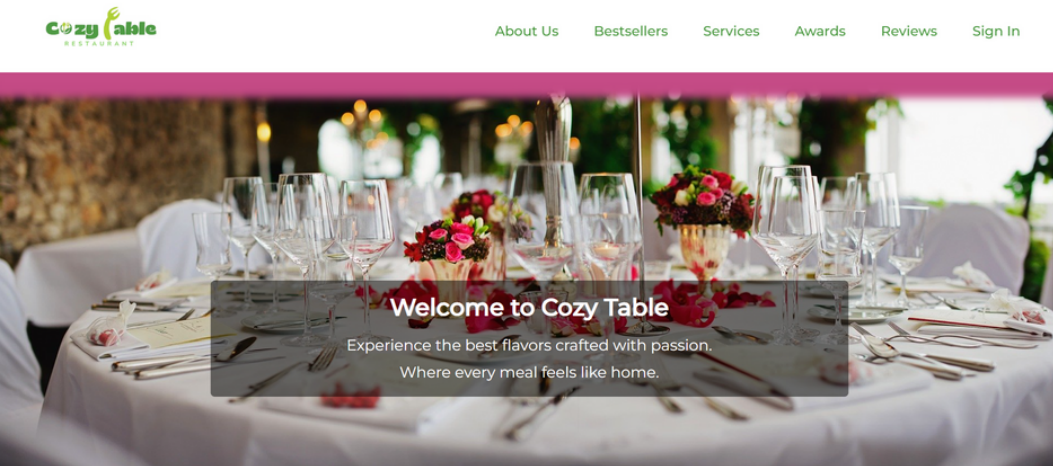 Cozy Table
RESTAURANT
About Us Bestsellers Services Awards Reviews Sign In
Welcome to Cozy Table
Experience the best flavors crafted with passion.
Where every meal feels like home.